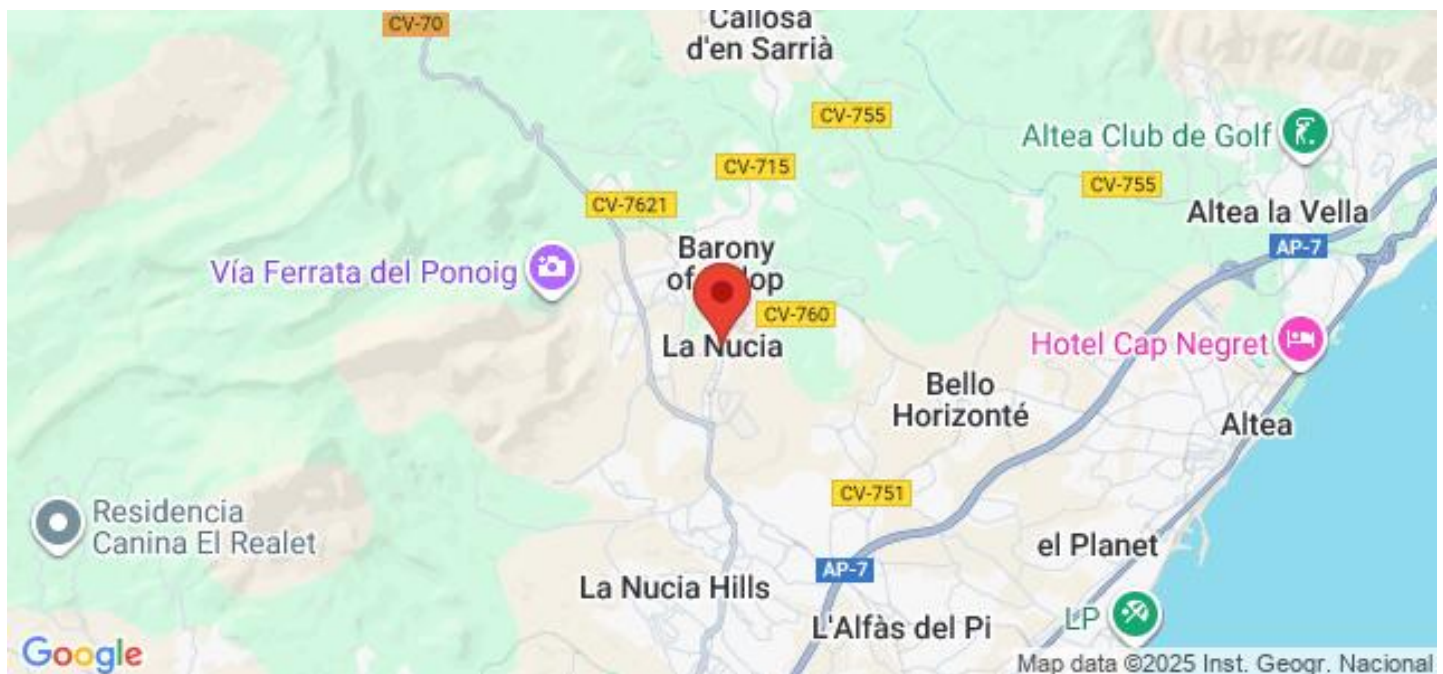 CV-70
Callosa
d'en Sarrià
CV-755
Altea Club de Golf
CV-715
CV-755
CV-7621
Altea la Vella
Barony
AP-7
Vía Ferrata del Ponoig
CV-760
La Nucia
Hotel Cap Negret
Bello
Horizonté
Altea
CV-751
Residencia
Canina El Realet
el Planet
AP-7
La Nucia Hills
LP
L'Alfàs del Pi
Google
Map data ©2025 Inst. Geogr. Nacional